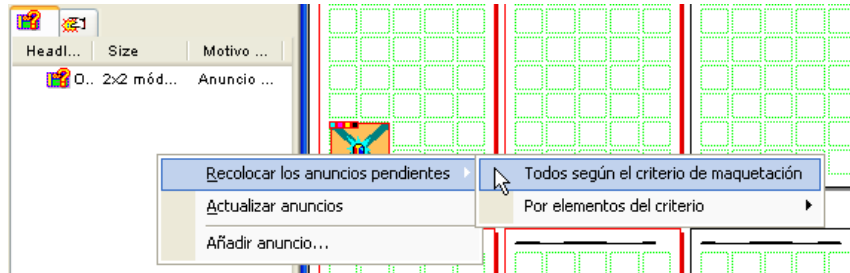 Headl... Size Motivo ...
O.. 2x2 mód... Anuncio ...
Recolocar los anuncios pendientes
Todos según el criterio de maquetación
Actualizar anuncios
Por elementos del criterio
Añadir anuncio...